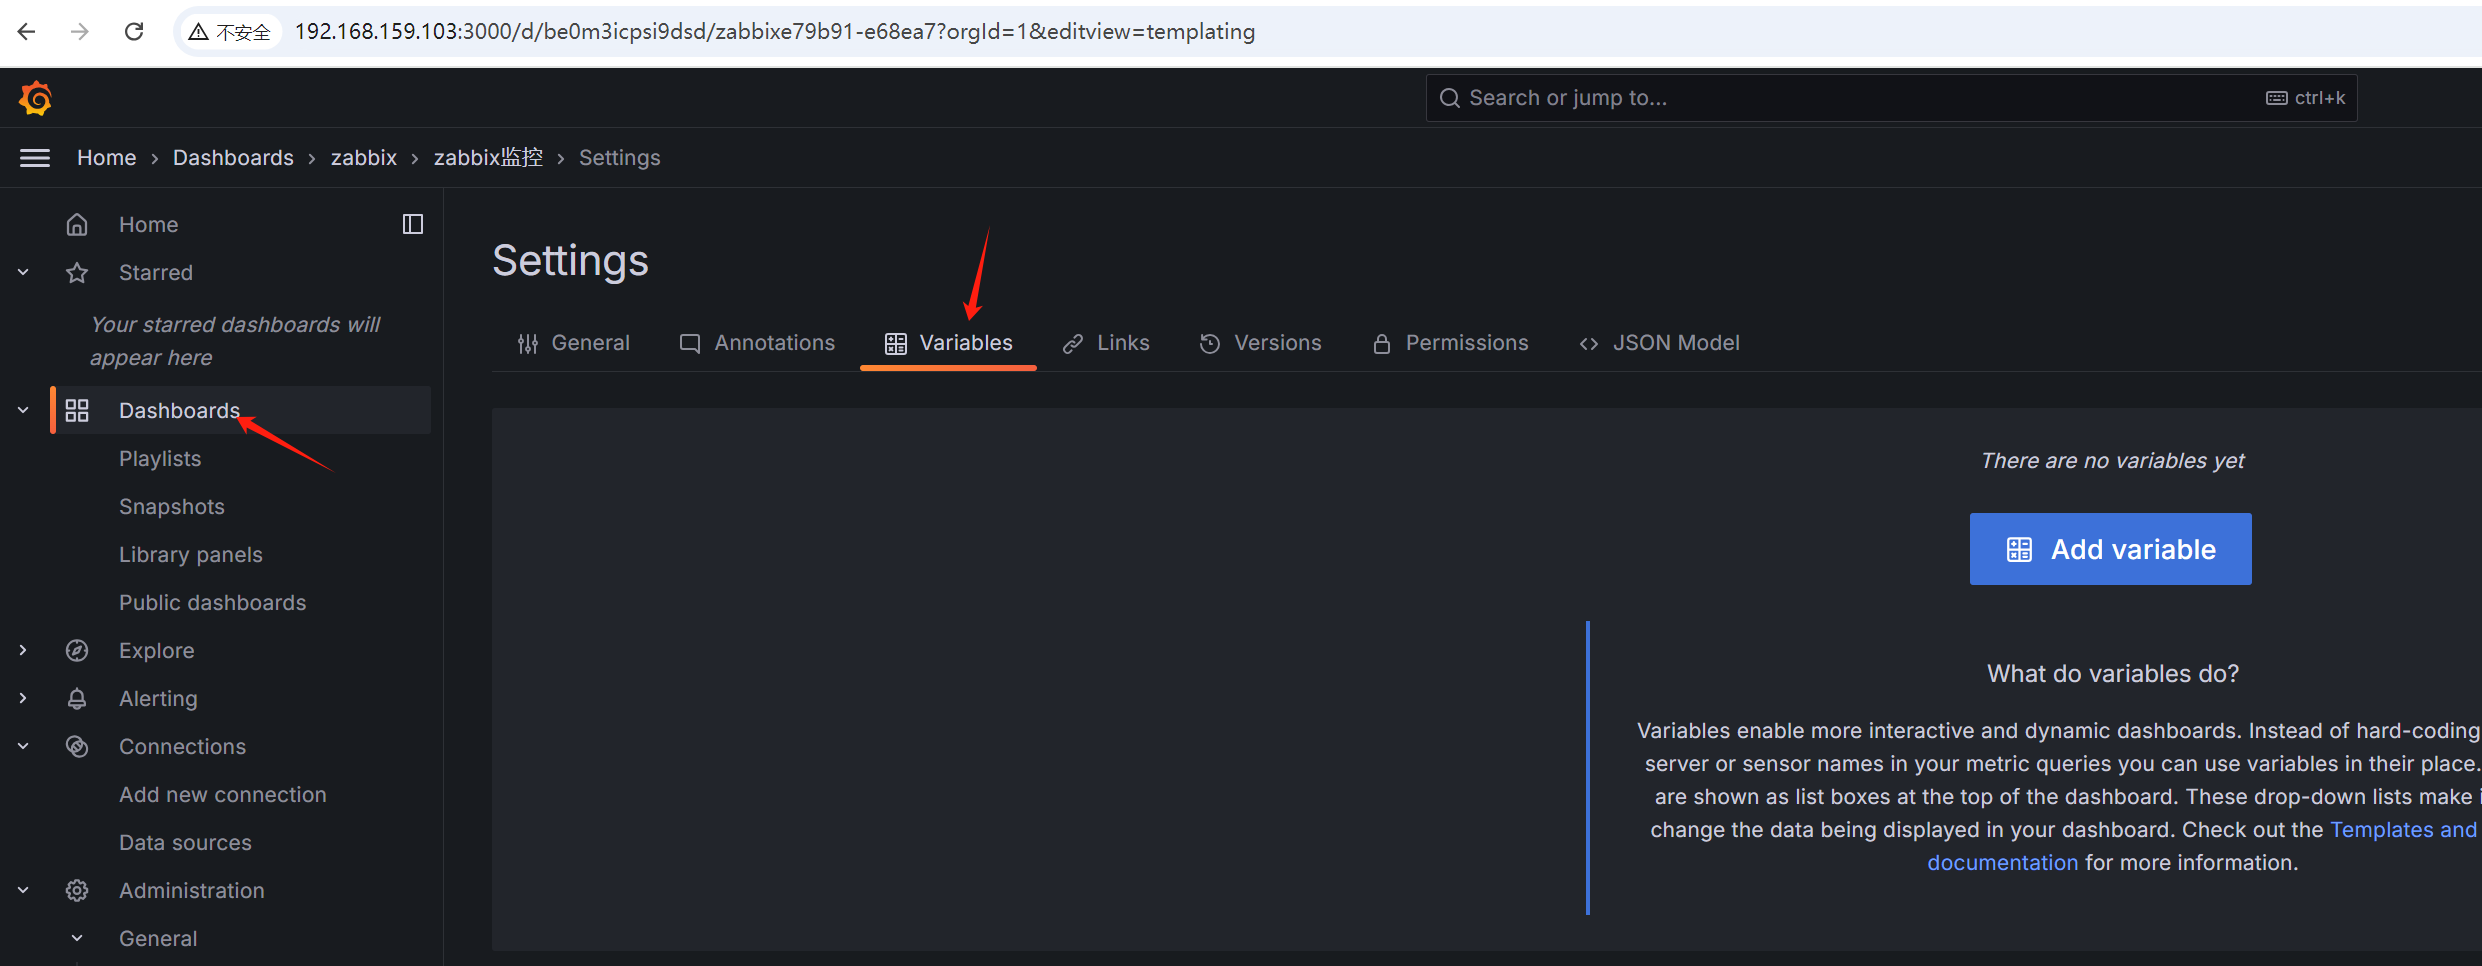 不安全
192.168.159.103:3000/d/be0m3icpsi9dsd/zabbixe79b91-e68ea7?orgId=1&editview=templating
Search or jump to...
ctrl+k
Home › Dashboards › zabbix › zabbix监控 › Settings
Home
Starred
Your starred dashboards will
appear here
Dashboards
Playlists
Snapshots
Library panels
Public dashboards
Explore
Alerting
Connections
Add new connection
Data sources
Administration
General
Settings
General
Annotations
Variables
Links
Versions
Permissions
JSON Model
There are no variables yet
Add variable
What do variables do?
Variables enable more interactive and dynamic dashboards. Instead of hard-coding
server or sensor names in your metric queries you can use variables in their place.
are shown as list boxes at the top of the dashboard. These drop-down lists make
change the data being displayed in your dashboard. Check out the Templates and
documentation for more information.